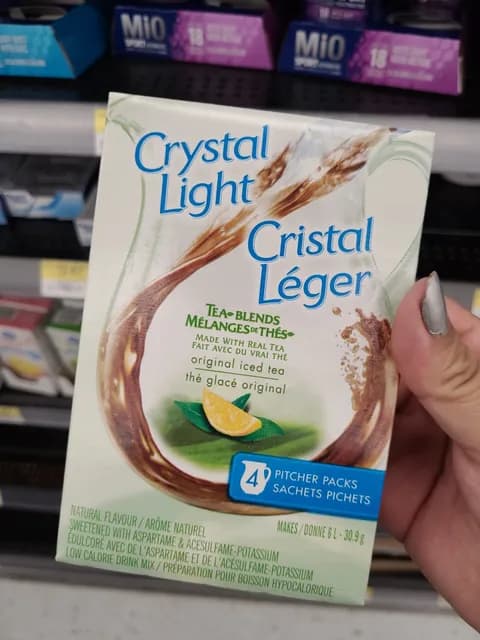 MiO
SPORT
18
MiO
SPORT
18
Crystal
Light
Cristal
Léger
TEA BLENDS
MÉLANGES DE THÉS
MADE WITH REAL TEA
FAIT AVEC DU VRAI THÉ
original iced tea
thé glacé original
4 PITCHER PACKS
SACHETS PICHETS
MAKES / DONNE 8 L - 30.9 g
NATURAL FLAVOUR / ARÔME NATUREL
SWEETENED WITH ASPARTAME & ACESULFAME-POTASSIUM
ÉDULCORÉ AVEC DE L'ASPARTAME ET DE L'ACÉSULFAME-POTASSIUM
LOW CALORIE DRINK MIX / PRÉPARATION POUR BOISSON HYPOCALORIQUE